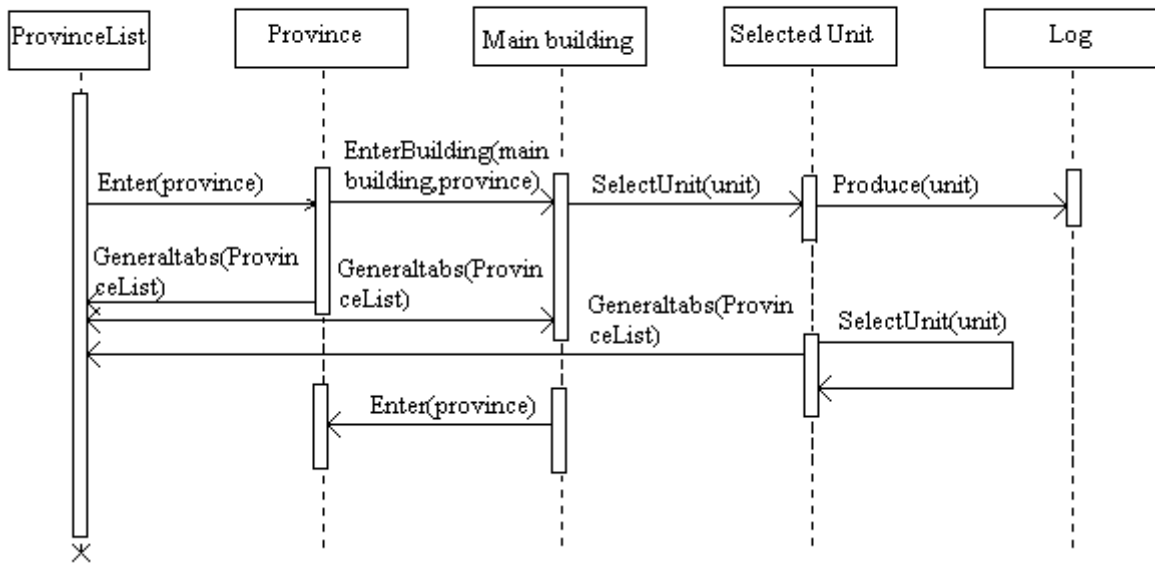 ProvinceList
Province
Main building
Selected Unit
Log
Enter(province)
EnterBuilding(main
building,province)
SelectUnit(unit)
Produce(unit)
Generaltabs(Provin
ceList)
Generaltabs(Provin
ceList)
Generaltabs(Provin
ceList)
SelectUnit(unit)
Enter(province)